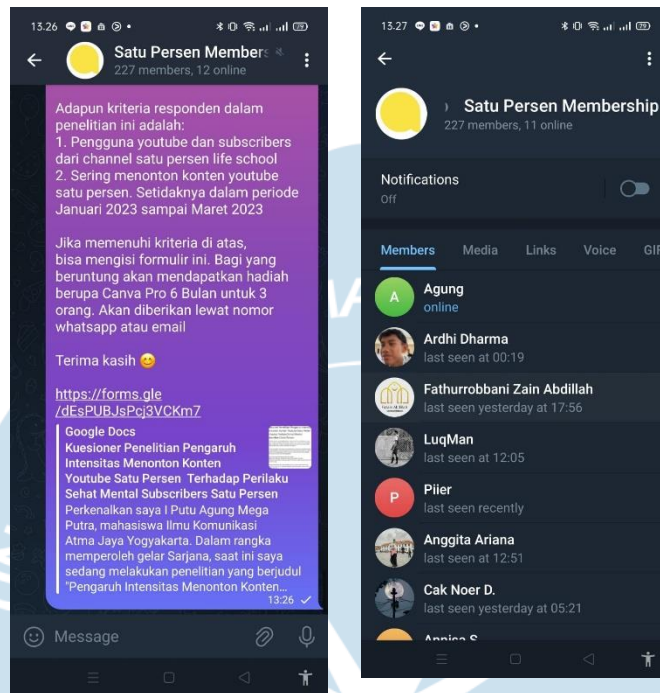 13.26
Satu Persen Members
227 members, 12 online
Adapun kriteria responden dalam
penelitian ini adalah:
1. Pengguna youtube dan subscribers
dari channel satu persen life school
2. Sering menonton konten youtube
satu persen. Setidaknya dalam periode
Januari 2023 sampai Maret 2023
Jika memenuhi kriteria di atas,
bisa mengisi formulir ini. Bagi yang
beruntung akan mendapatkan hadiah
berupa Canva Pro 6 Bulan untuk 3
orang. Akan diberikan lewat nomor
whatsapp atau email
Terima kasih 😊
https://forms.gle
/dEsPUBJsPcj3VCKm7
Google Docs
Kuesioner Penelitian Pengaruh
Intensitas Menonton Konten
Youtube Satu Persen Terhadap Perilaku
Sehat Mental Subscribers Satu Persen
Perkenalkan saya I Putu Agung Mega
Putra, mahasiswa Ilmu Komunikasi
Atma Jaya Yogyakarta. Dalam rangka
memperoleh gelar Sarjana, saat ini saya
sedang melakukan penelitian yang berjudul
"Pengaruh Intensitas Menonton Konten...
13:26
Message
13.27
Satu Persen Membership
227 members, 11 online
Notifications
Off
Members Media Links Voice GIF
A
Agung
online
Ardhi Dharma
last seen at 00:19
Fathurrobbani Zain Abdillah
last seen yesterday at 17:56
LuqMan
last seen at 12:05
P
Piier
last seen recently
Anggita Ariana
last seen at 12:51
Cak Noer D.
last seen yesterday at 05:21
Annisa S